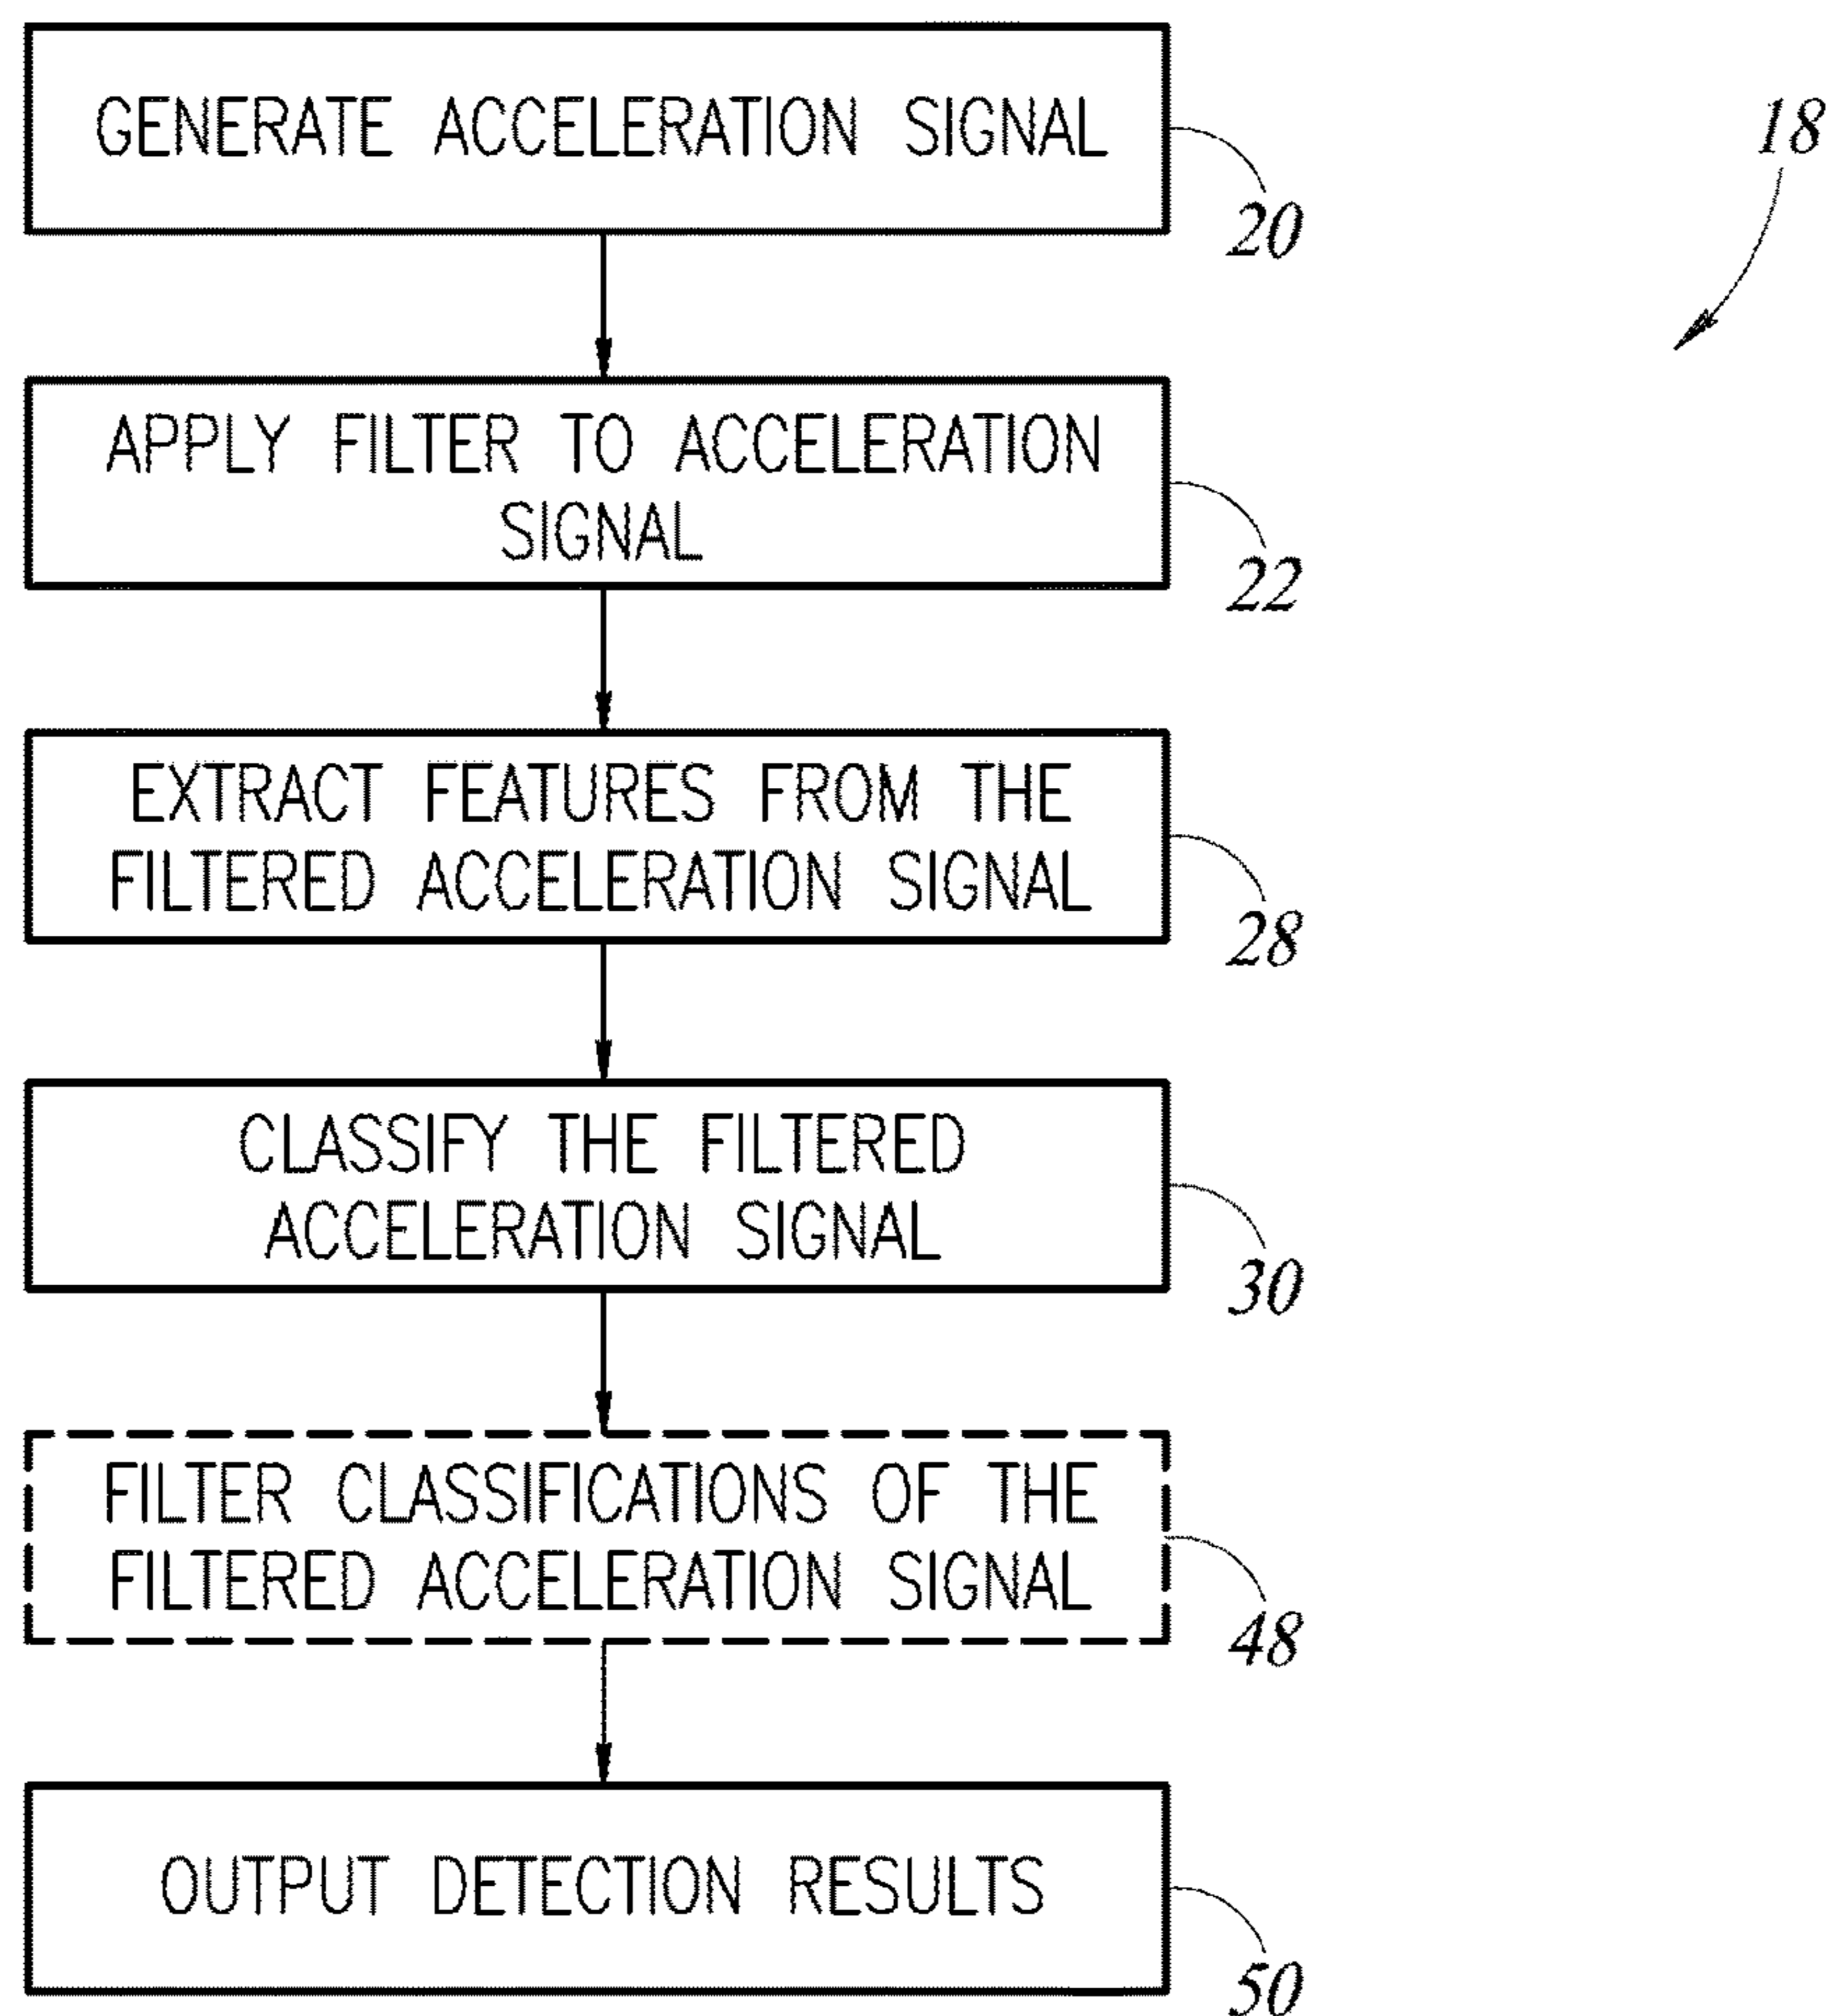 GENERATE ACCELERATION SIGNAL
20
18
APPLY FILTER TO ACCELERATION
SIGNAL
22
EXTRACT FEATURES FROM THE
FILTERED ACCELERATION SIGNAL
28
CLASSIFY THE FILTERED
ACCELERATION SIGNAL
30
FILTER CLASSIFICATIONS OF THE
FILTERED ACCELERATION SIGNAL
48
OUTPUT DETECTION RESULTS
50